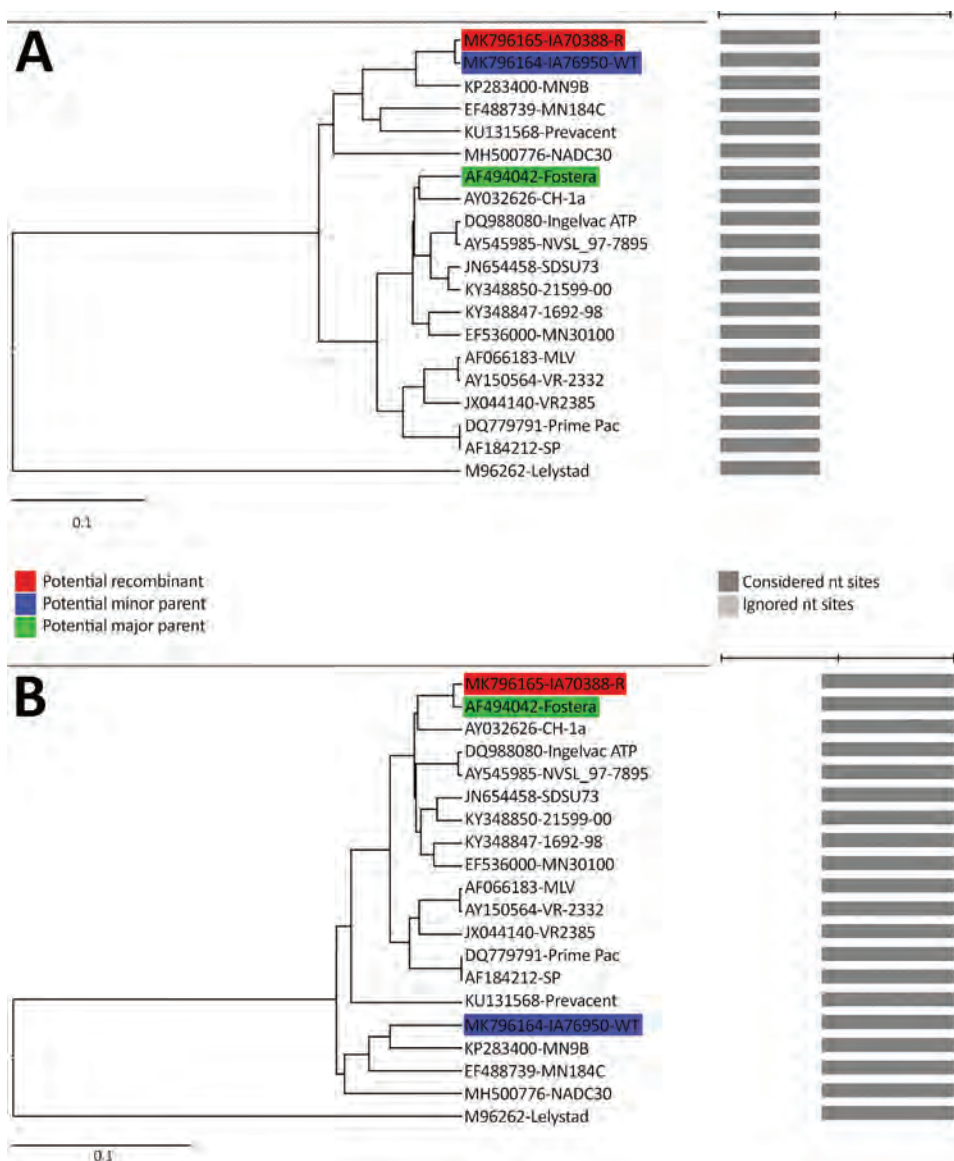 A
MK796165-IA70388-R
MK796164-IA76950-WT
KP283400-MN9B
EF488739-MN184C
KU131568-Prevacent
MH500776-NADC30
AF494042-Fostera
AY032626-CH-1a
DQ988080-Ingelvac ATP
AY545985-NVSL_97-7895
JN654458-SDSU73
KY348850-21599-00
KY348847-1692-98
EF536000-MN30100
AF066183-MLV
AY150564-VR-2332
JX044140-VR2385
DQ779791-Prime Pac
AF184212-SP
M96262-Lelystad
0.1
Potential recombinant
Potential minor parent
Potential major parent
Considered nt sites
Ignored nt sites
B
MK796165-IA70388-R
AF494042-Fostera
AY032626-CH-1a
DQ988080-Ingelvac ATP
AY545985-NVSL_97-7895
JN654458-SDSU73
KY348850-21599-00
KY348847-1692-98
EF536000-MN30100
AF066183-MLV
AY150564-VR-2332
JX044140-VR2385
DQ779791-Prime Pac
AF184212-SP
KU131568-Prevacent
MK796164-IA76950-WT
KP283400-MN9B
EF488739-MN184C
MH500776-NADC30
M96262-Lelystad
0.1